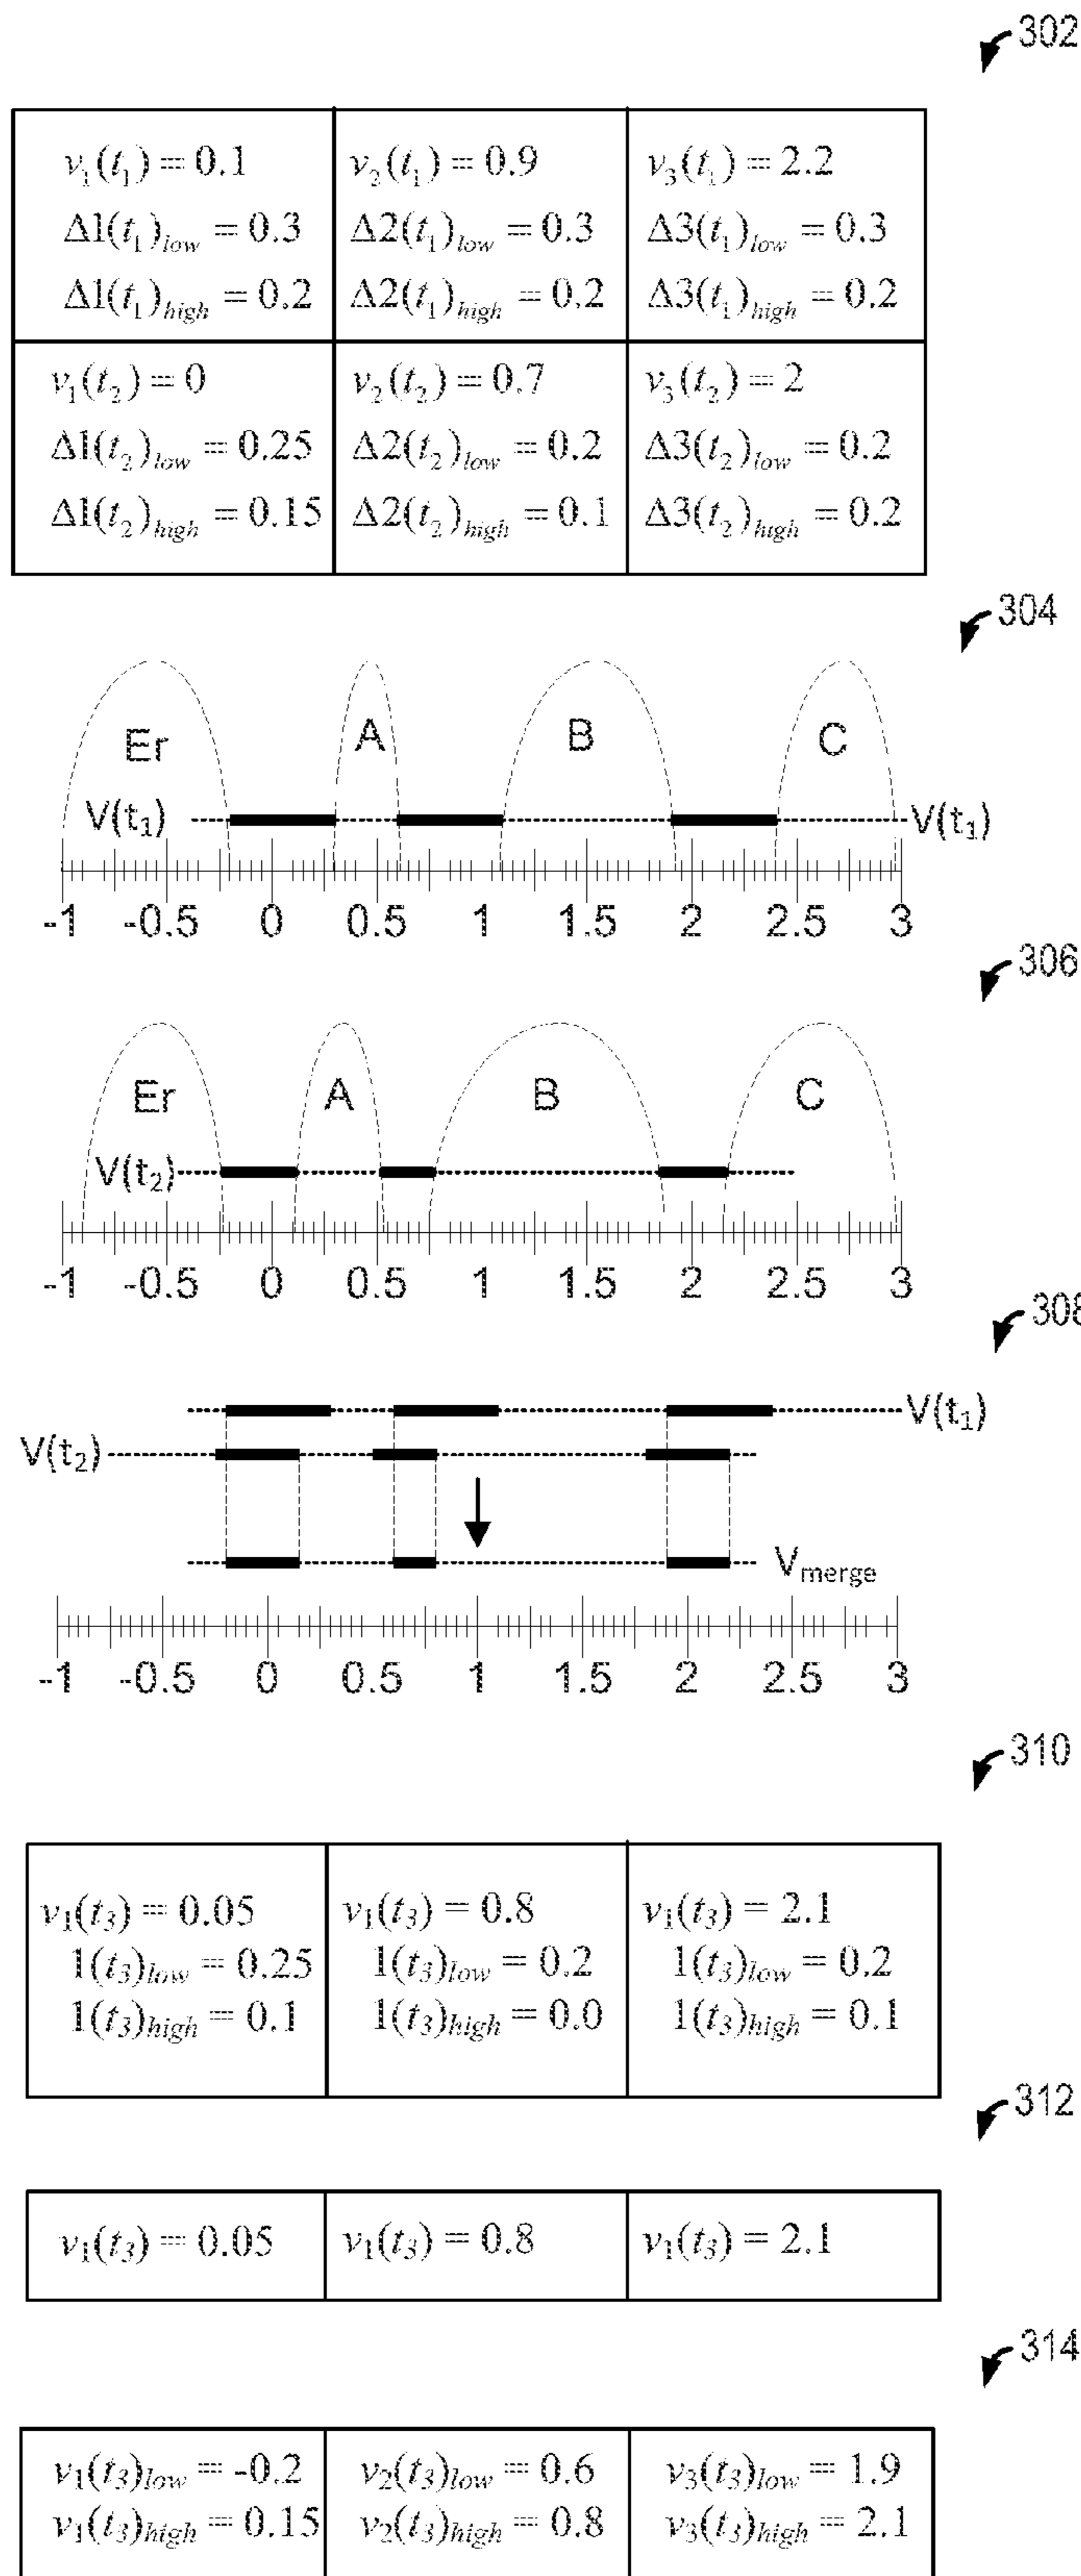 302
v₁(t₁) = 0.1 v₂(t₁) = 0.9 v₃(t₁) = 2.2
Δ1(t₁)low = 0.3 Δ2(t₁)low = 0.3 Δ3(t₁)low = 0.3
Δ1(t₁)high = 0.2 Δ2(t₁)high = 0.2 Δ3(t₁)high = 0.2
v₁(t₂) = 0 v₂(t₂) = 0.7 v₃(t₂) = 2
Δ1(t₂)low = 0.25 Δ2(t₂)low = 0.2 Δ3(t₂)low = 0.2
Δ1(t₂)high = 0.15 Δ2(t₂)high = 0.1 Δ3(t₂)high = 0.2
304
Er A B C
V(t₁) V(t₁)
-1 -0.5 0 0.5 1 1.5 2 2.5 3
306
Er A B C
V(t₂)
-1 -0.5 0 0.5 1 1.5 2 2.5 3
308
V(t₁)
V(t₂)
Vmerge
-1 -0.5 0 0.5 1 1.5 2 2.5 3
310
v₁(t₃) = 0.05 v₁(t₃) = 0.8 v₁(t₃) = 2.1
1(t₃)low = 0.25 1(t₃)low = 0.2 1(t₃)low = 0.2
1(t₃)high = 0.1 1(t₃)high = 0.0 1(t₃)high = 0.1
312
v₁(t₃) = 0.05 v₁(t₃) = 0.8 v₁(t₃) = 2.1
314
v₁(t₃)low = -0.2 v₂(t₃)low = 0.6 v₃(t₃)low = 1.9
v₁(t₃)high = 0.15 v₂(t₃)high = 0.8 v₃(t₃)high = 2.1